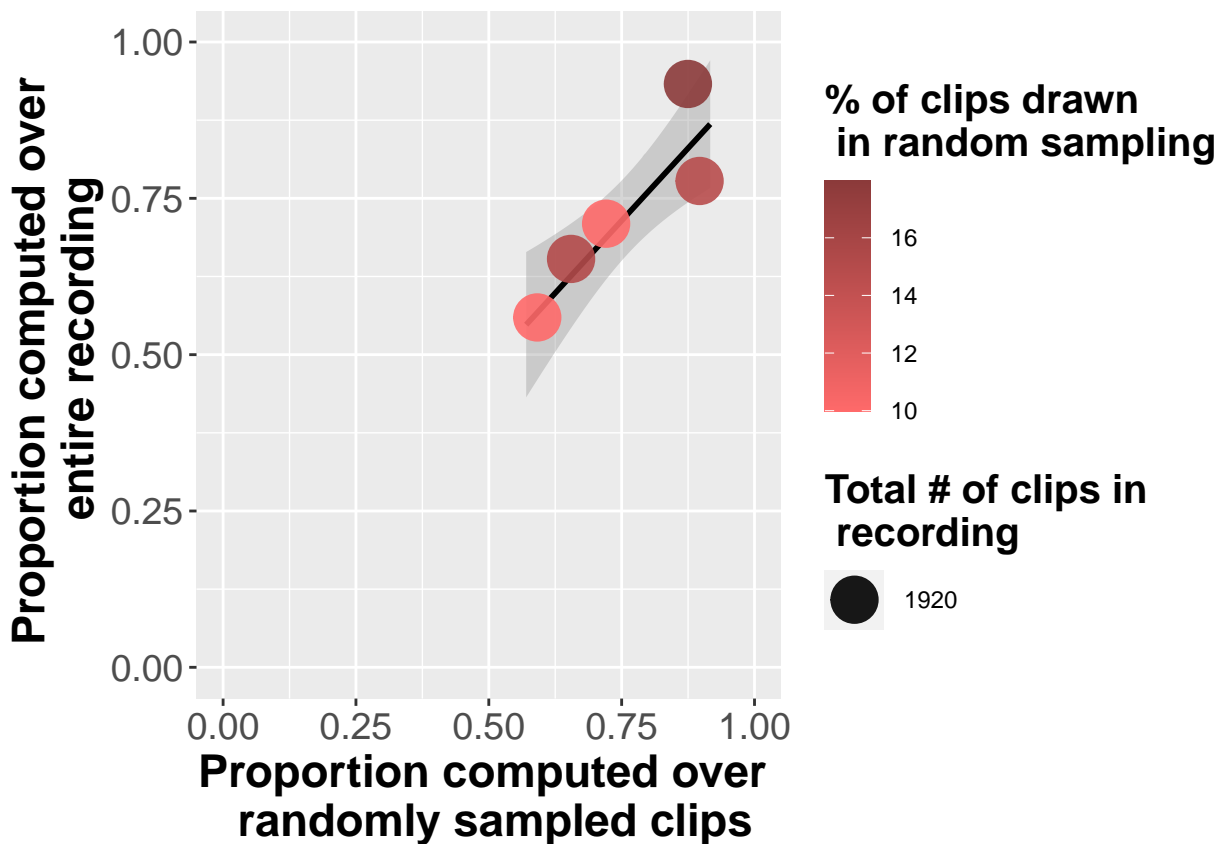 Proportion computed over
entire recording
1.00
0.75
0.50
0.25
0.00
0.00 0.25 0.50 0.75 1.00
Proportion computed over
randomly sampled clips
% of clips drawn
in random sampling
16
14
12
10
Total # of clips in
recording
1920